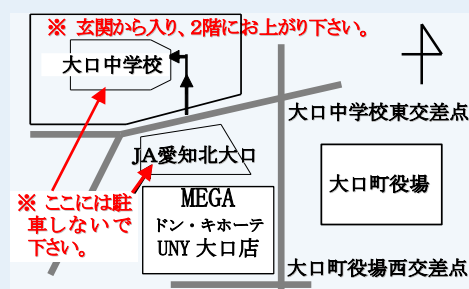 ※ 玄関から入り、2階にお上がり下さい。
大口中学校
大口中学校東交差点
JA愛知北大口
大口町役場
※ ここには駐
車しないで
下さい。
MEGA
ドン・キホーテ
UNY 大口店
大口町役場西交差点